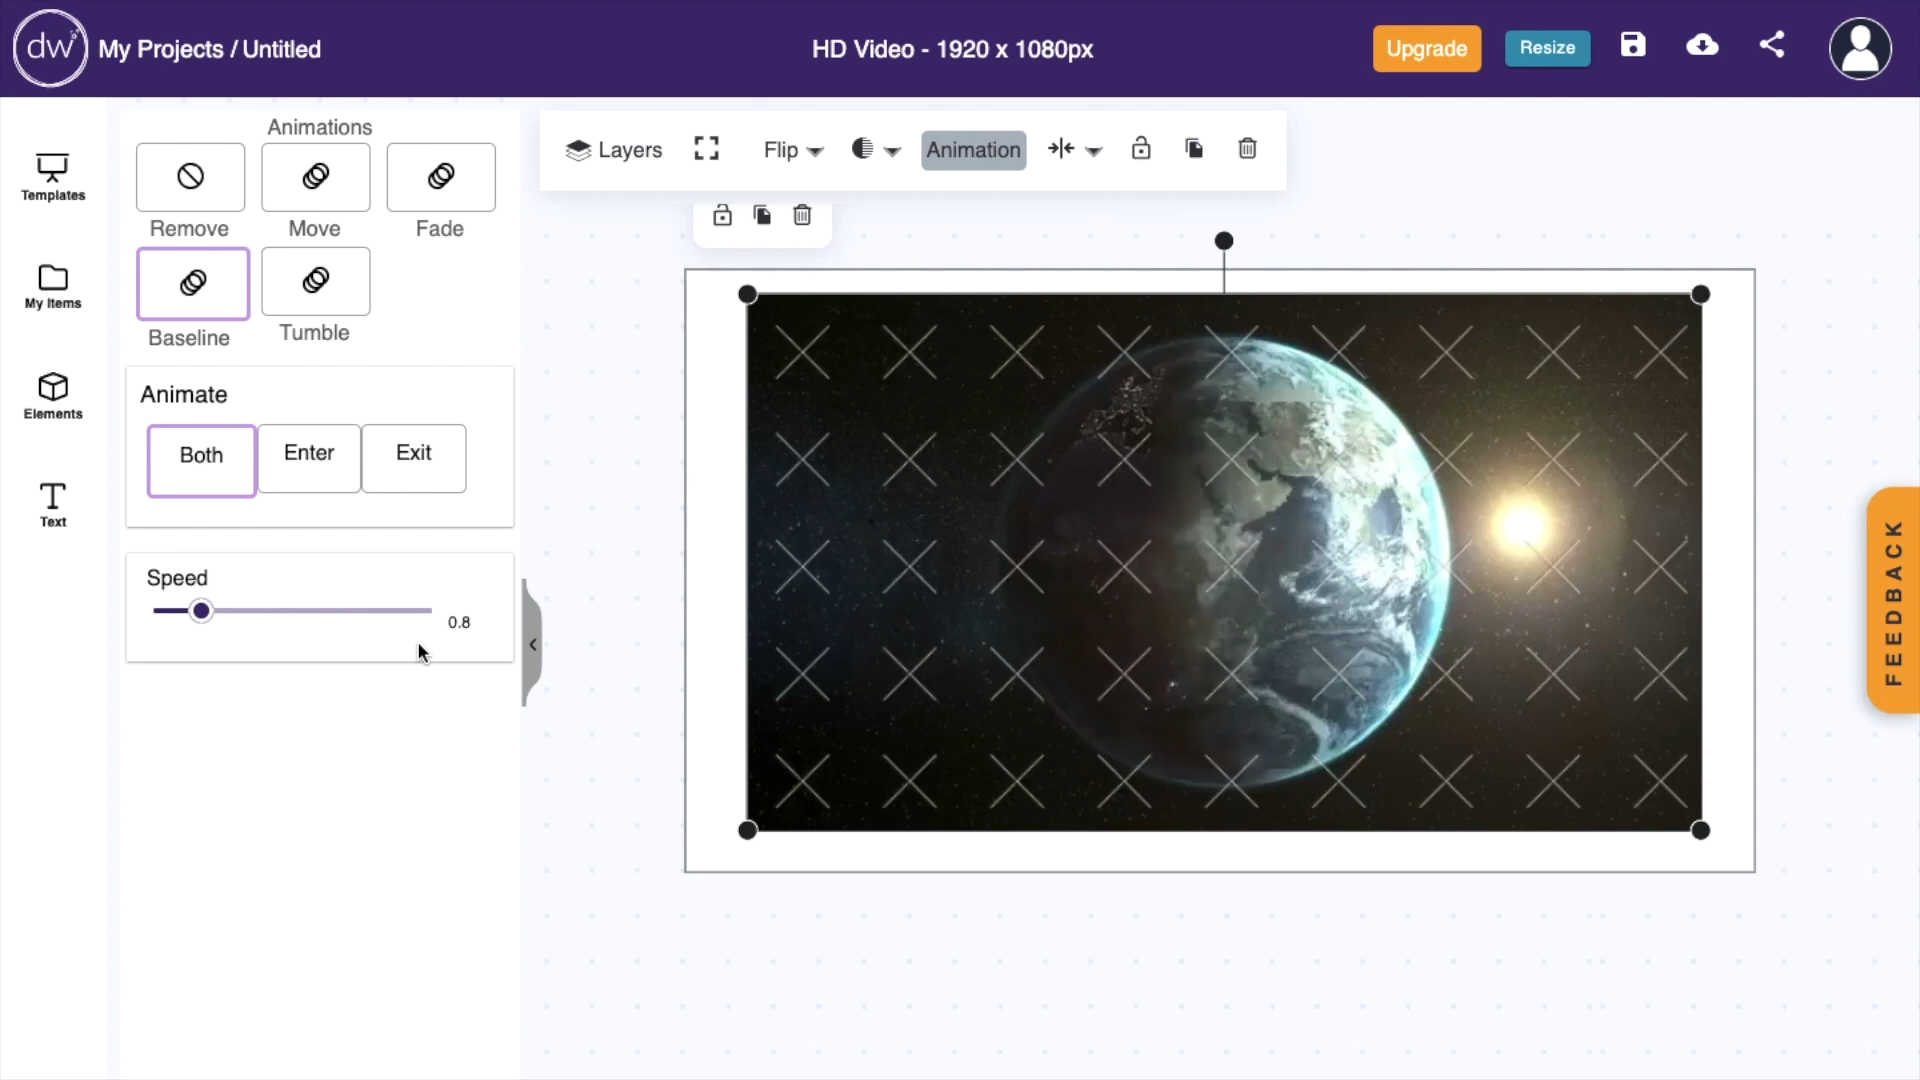 dw
My Projects / Untitled
HD Video - 1920 x 1080px
Upgrade
Resize
Templates
My Items
Elements
Text
Animations
Remove
Move
Fade
Baseline
Tumble
Animate
Both
Enter
Exit
Speed
0.8
Layers
Flip
Animation
FEEDBACK